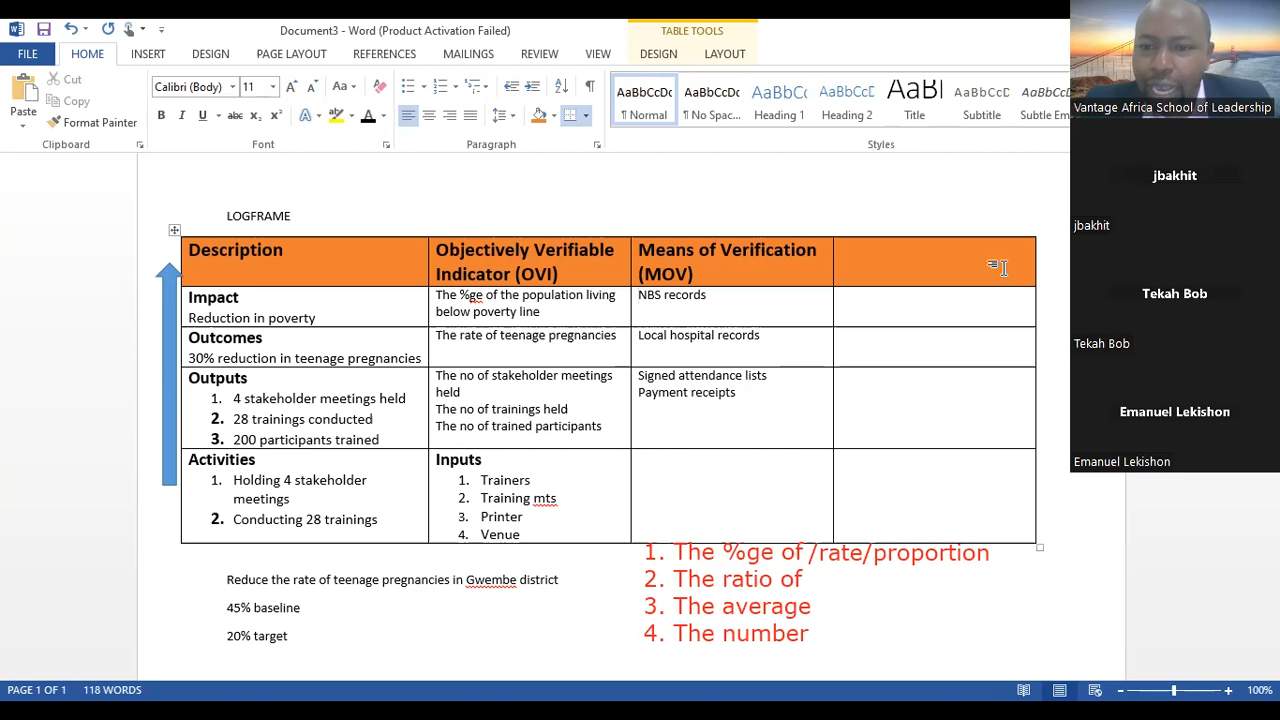 Document3 - Word (Product Activation Failed)
TABLE TOOLS
FILE
HOME
INSERT
DESIGN
PAGE LAYOUT
REFERENCES
MAILINGS
REVIEW
VIEW
DESIGN
LAYOUT
Vantage Africa School of Leadership
Paste
Cut
Copy
Format Painter
Clipboard
Calibri (Body)
11
Font
Paragraph
AaBbCcDc
¶ Normal
AaBbCcDc
¶ No Spac...
AaBbCc
Heading 1
AaBbCcD
Heading 2
AaBbl
Title
AaBbCcD
Subtitle
AaBbCcDc
Subtle Em
Styles
jbakhit
jbakhit
Tekah Bob
Tekah Bob
Emanuel Lekishon
Emanuel Lekishon
LOGFRAME
Description
Objectively Verifiable
Indicator (OVI)
Means of Verification
(MOV)
Impact
Reduction in poverty
The %ge of the population living
below poverty line
NBS records
Outcomes
30% reduction in teenage pregnancies
The rate of teenage pregnancies
Local hospital records
Outputs
1. 4 stakeholder meetings held
2. 28 trainings conducted
3. 200 participants trained
The no of stakeholder meetings
held
The no of trainings held
The no of trained participants
Signed attendance lists
Payment receipts
Activities
1. Holding 4 stakeholder
meetings
2. Conducting 28 trainings
Inputs
1. Trainers
2. Training mts
3. Printer
4. Venue
1. The %ge of /rate/proportion
2. The ratio of
3. The average
4. The number
Reduce the rate of teenage pregnancies in Gwembe district
45% baseline
20% target
PAGE 1 OF 1
118 WORDS
100%